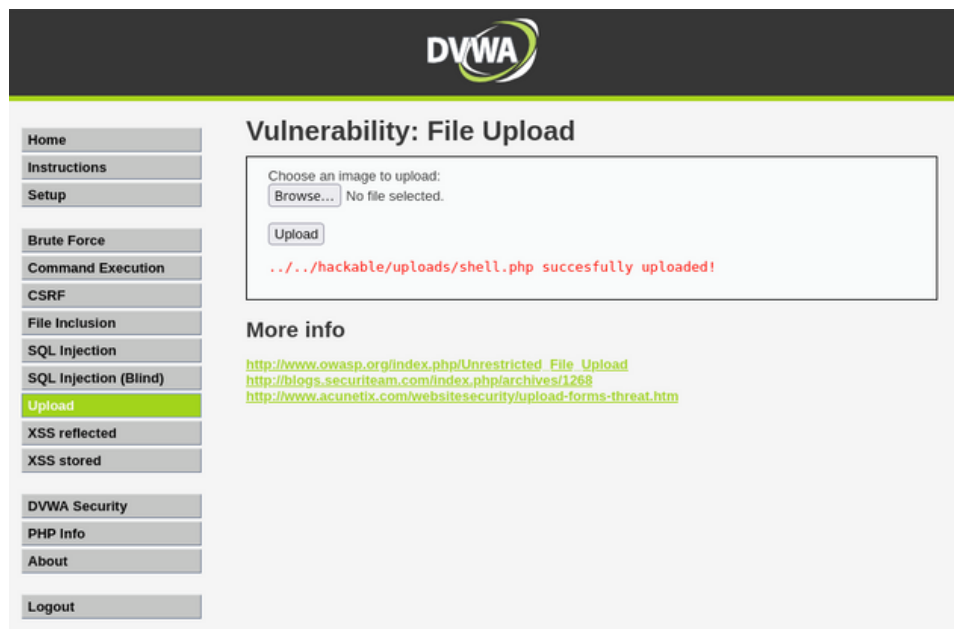 DVWA
Home
Instructions
Setup
Brute Force
Command Execution
CSRF
File Inclusion
SQL Injection
SQL Injection (Blind)
Upload
XSS reflected
XSS stored
DVWA Security
PHP Info
About
Logout
Vulnerability: File Upload
Choose an image to upload:
Browse... No file selected.
Upload
../../hackable/uploads/shell.php succesfully uploaded!
More info
http://www.owasp.org/index.php/Unrestricted_File_Upload
http://blogs.securiteam.com/index.php/archives/1268
http://www.acunetix.com/websitesecurity/upload-forms-threat.htm